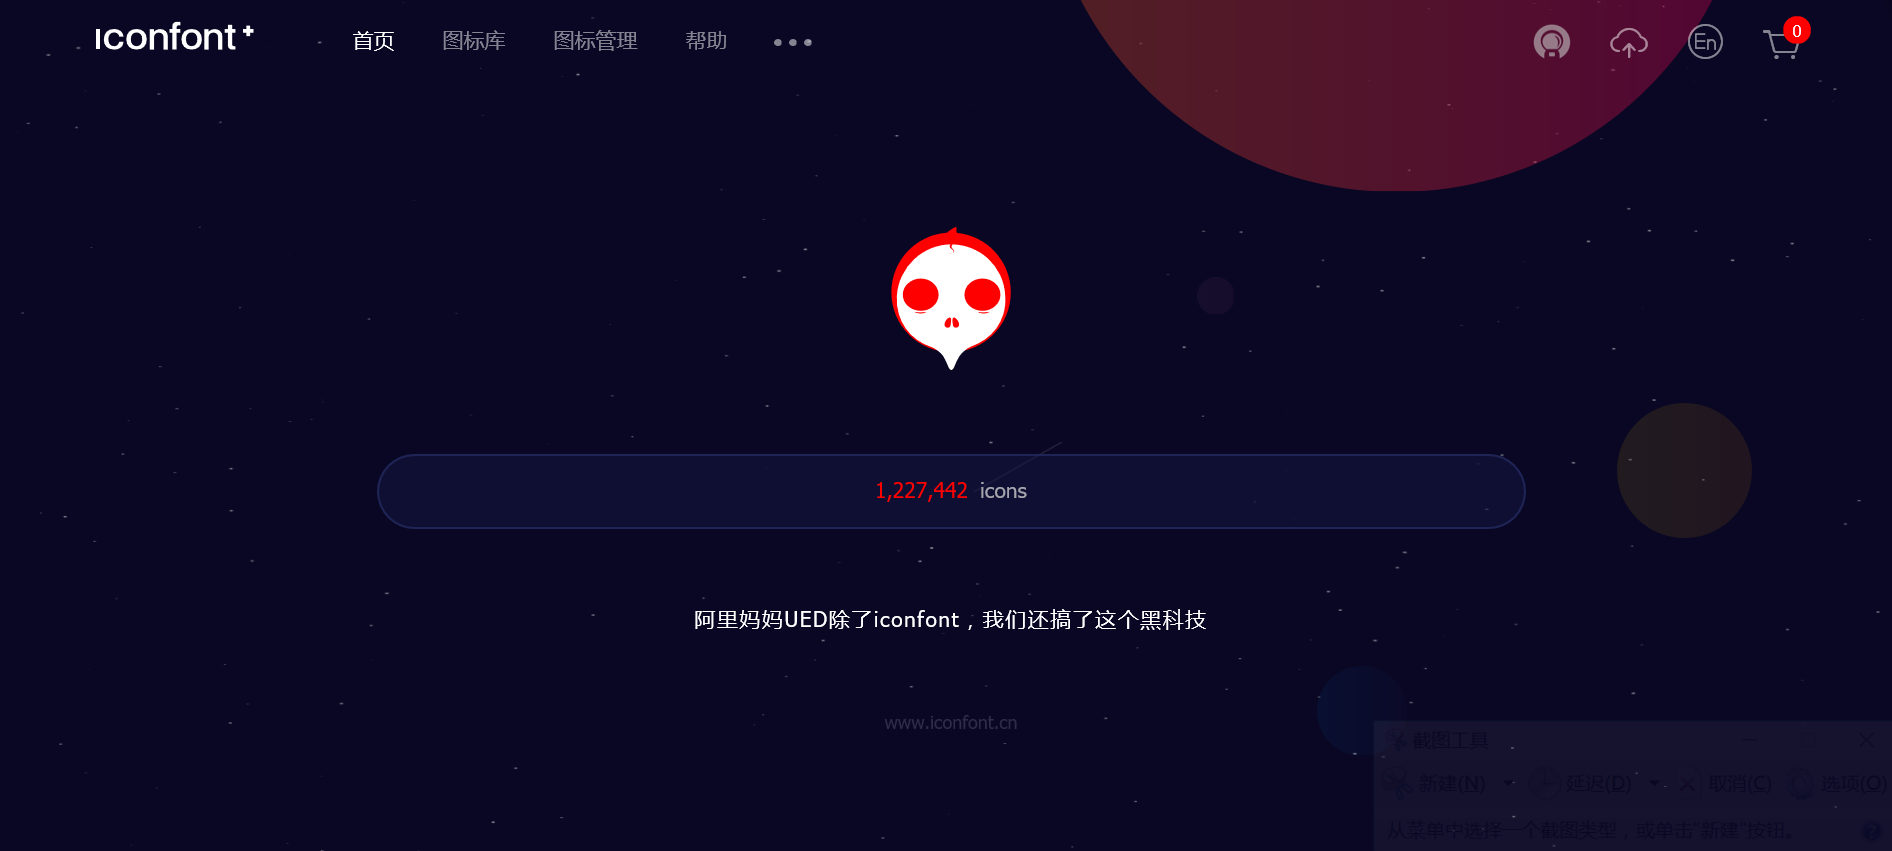 iconfont+
首页 图标库 图标管理 帮助 •••
En
0
1,227,442 icons
阿里妈妈UED除了iconfont，我们还搞了这个黑科技
www.iconfont.cn
截图工具
新建(N) 延迟(D) 取消(C) 选项(O)
从菜单中选择一个截图类型，或单击"新建"按钮。